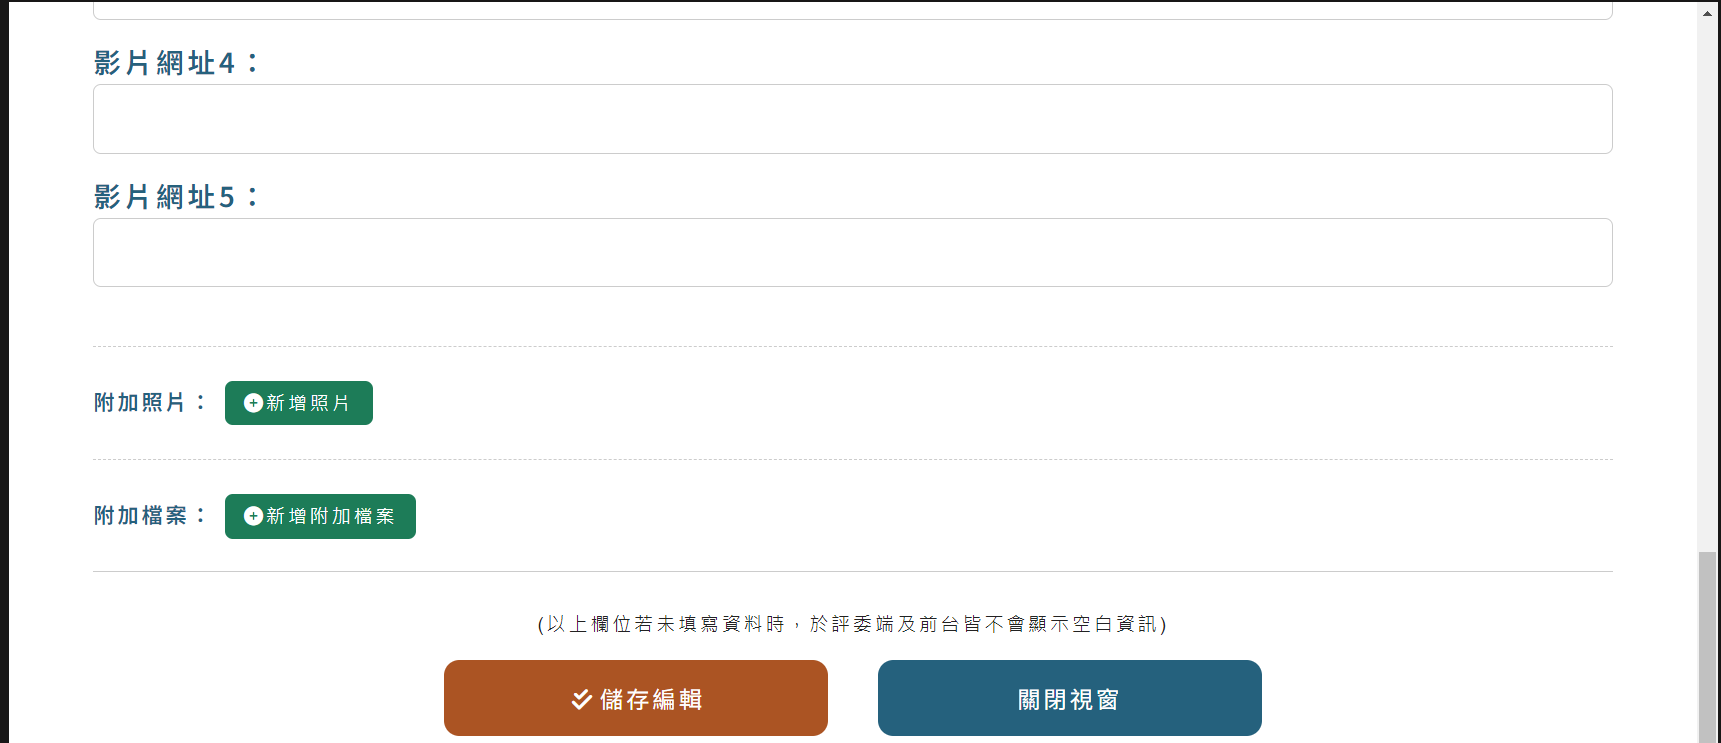 影片網址4：
影片網址5：
附加照片： 新增照片
附加檔案： 新增附加檔案
(以上欄位若未填寫資料時，於評委端及前台皆不會顯示空白資訊)
儲存編輯 關閉視窗